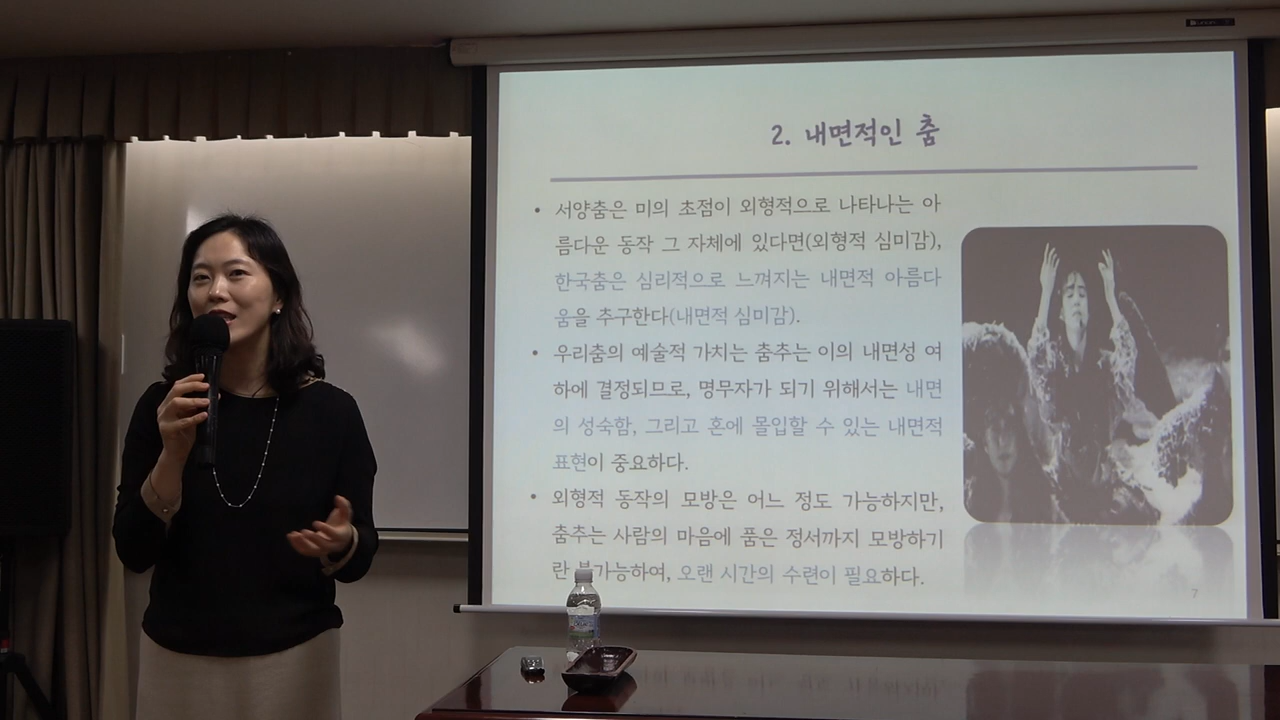 2. 내면적인 춤
• 서양춤은 미의 초점이 외형적으로 나타나는 아
름다운 동작 그 자체에 있다면(외형적 심미감),
한국춤은 심리적으로 느껴지는 내면적 아름다
움을 추구한다(내면적 심미감).
• 우리춤의 예술적 가치는 춤추는 이의 내면성 여
하에 결정되므로, 명무자가 되기 위해서는 내면
의 성숙함, 그리고 혼에 몰입할 수 있는 내면적
표현이 중요하다.
• 외형적 동작의 모방은 어느 정도 가능하지만,
춤추는 사람의 마음에 품은 정서까지 모방하기
란 불가능하여, 오랜 시간의 수련이 필요하다.
7